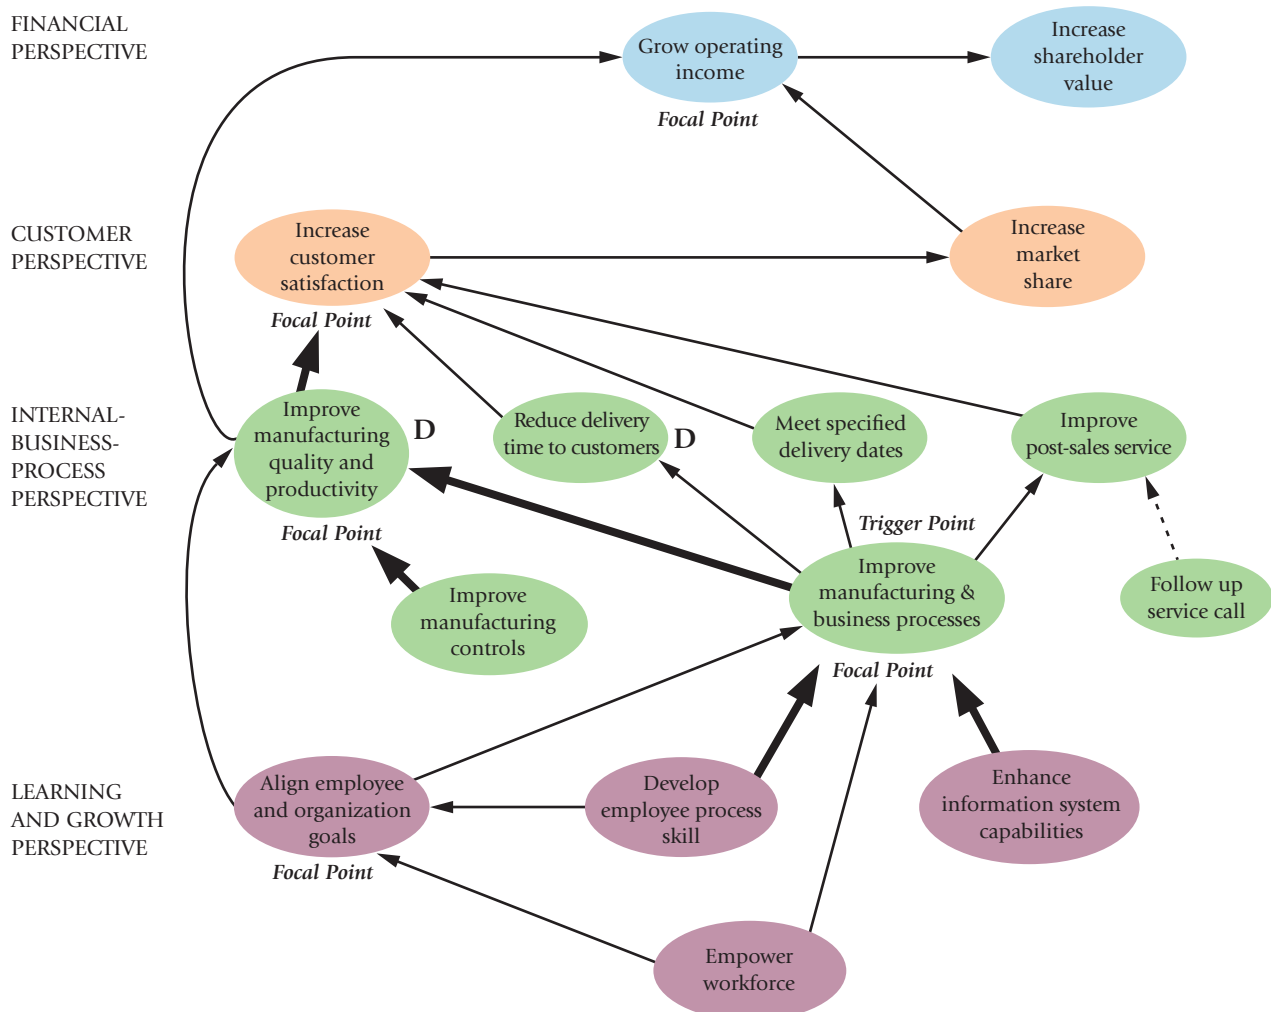 FINANCIAL
PERSPECTIVE
Grow operating
income
Focal Point
Increase
shareholder
value
CUSTOMER
PERSPECTIVE
Increase
customer
satisfaction
Focal Point
Increase
market
share
INTERNAL-
BUSINESS-
PROCESS
PERSPECTIVE
Improve
manufacturing
quality and
productivity
D
Focal Point
Reduce delivery
time to customers
D
Meet specified
delivery dates
Improve
post-sales service
Trigger Point
Improve
manufacturing &
business processes
Focal Point
Follow up
service call
Improve
manufacturing
controls
LEARNING
AND GROWTH
PERSPECTIVE
Align employee
and organization
goals
Focal Point
Develop
employee process
skill
Enhance
information system
capabilities
Empower
workforce